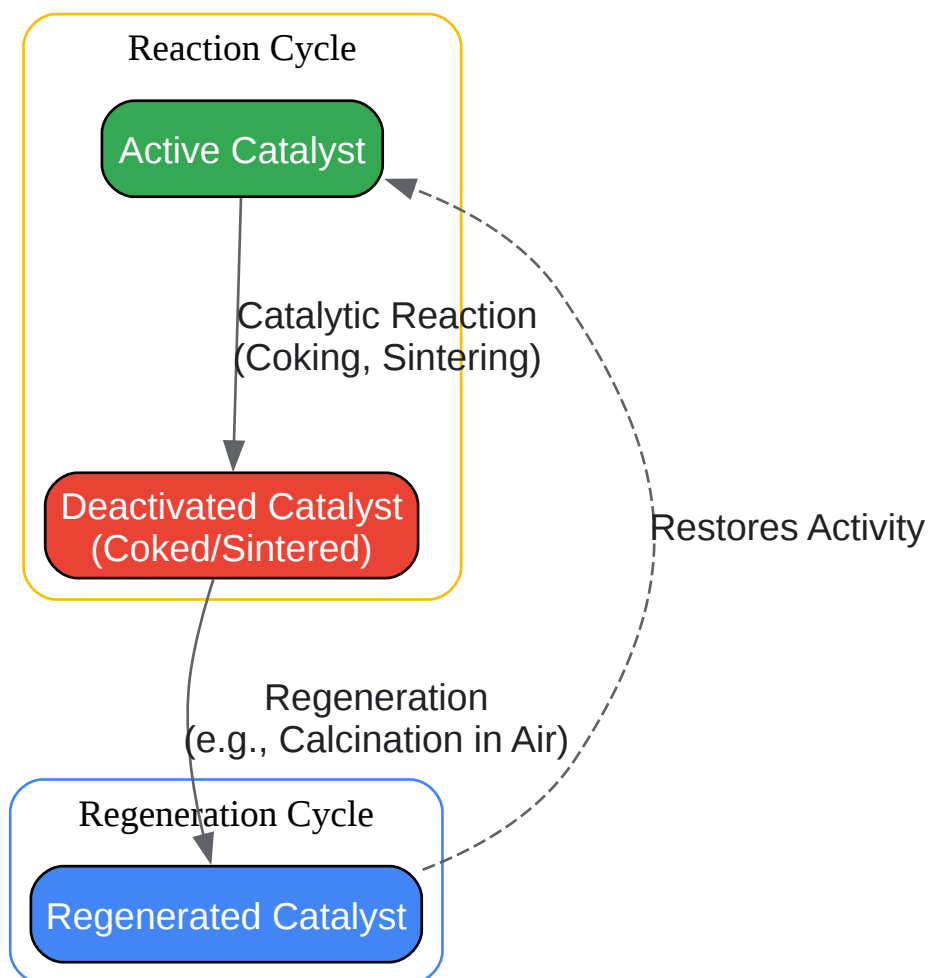 Reaction Cycle
Active Catalyst
Catalytic Reaction
(Coking, Sintering)
Deactivated Catalyst
(Coked/Sintered)
Restores Activity
Regeneration
(e.g., Calcination in Air)
Regeneration Cycle
Regenerated Catalyst